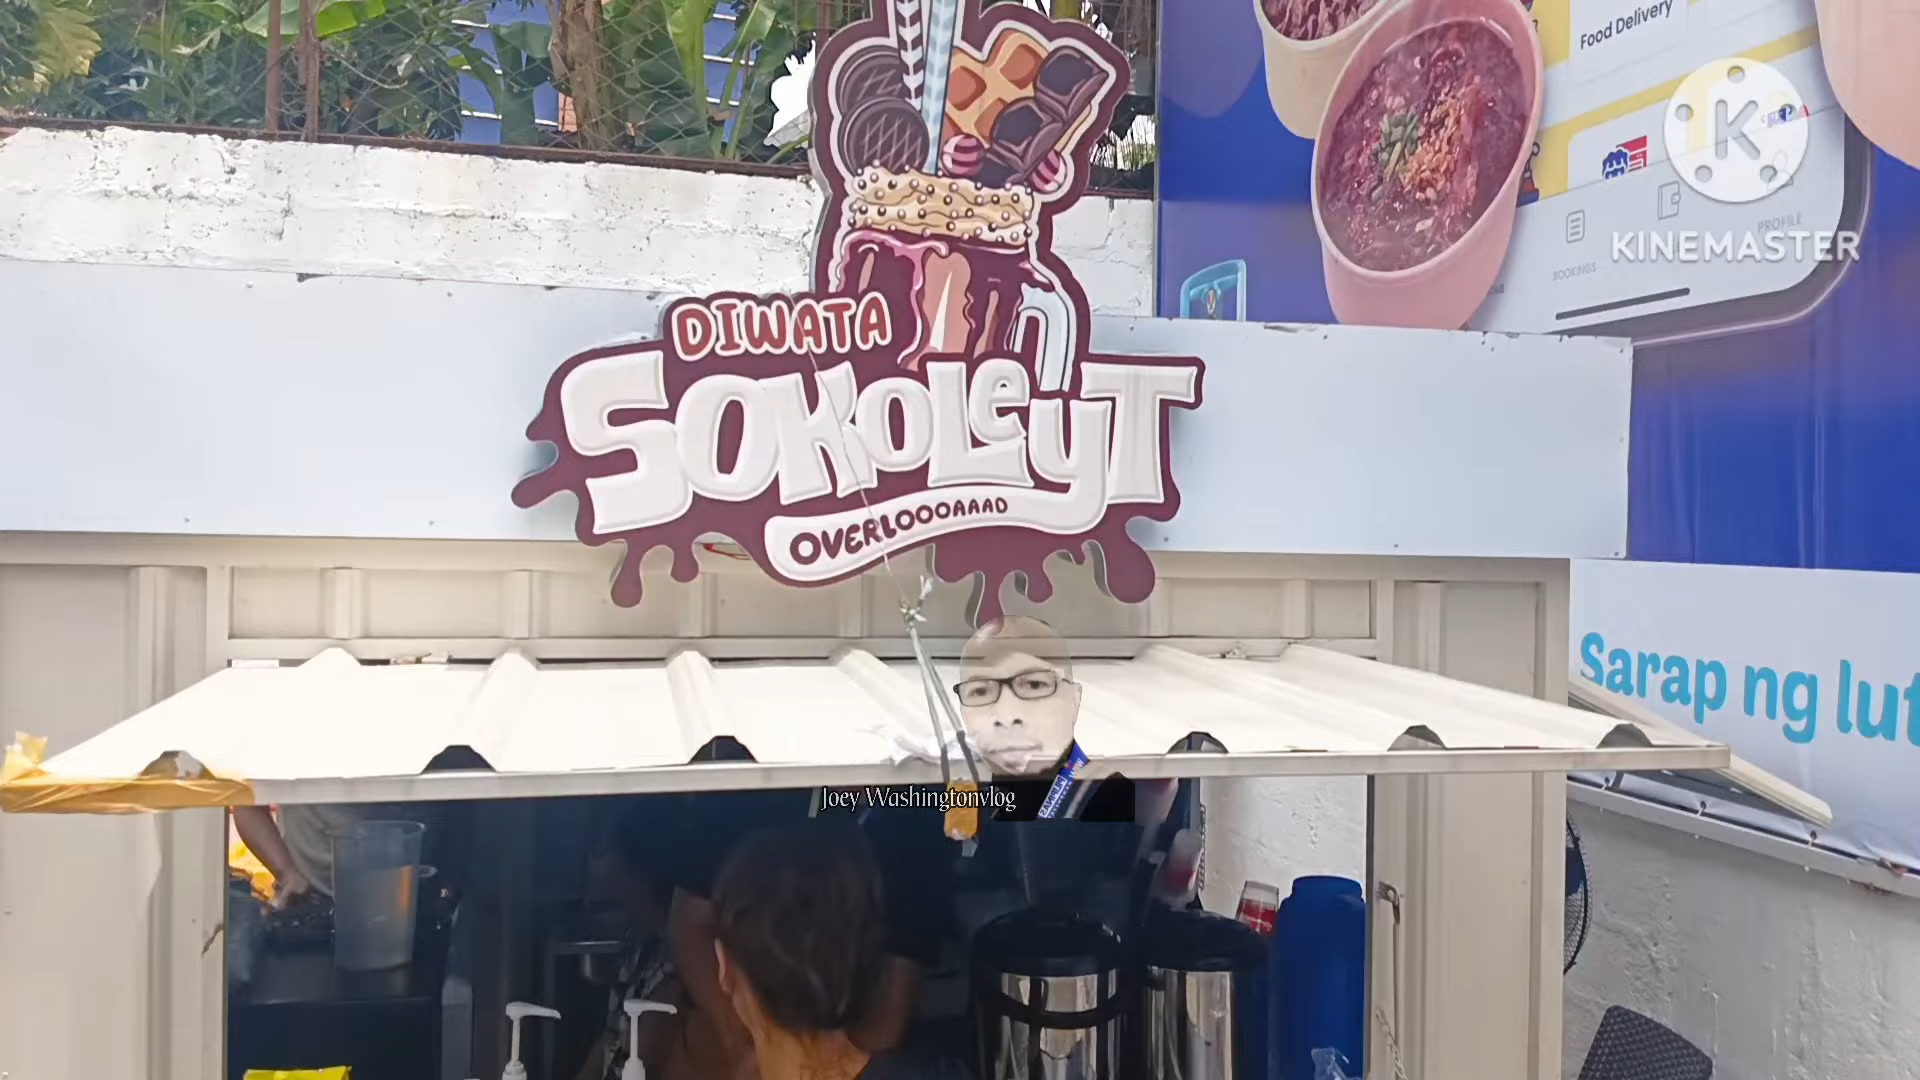 Food Delivery
K
KINEMASTER
BOOKINGS
PROFILE
DIWATA
SOKOLEYT
OVERLOOOAAAD
Sarap ng lut
Joey Washingtonvlog